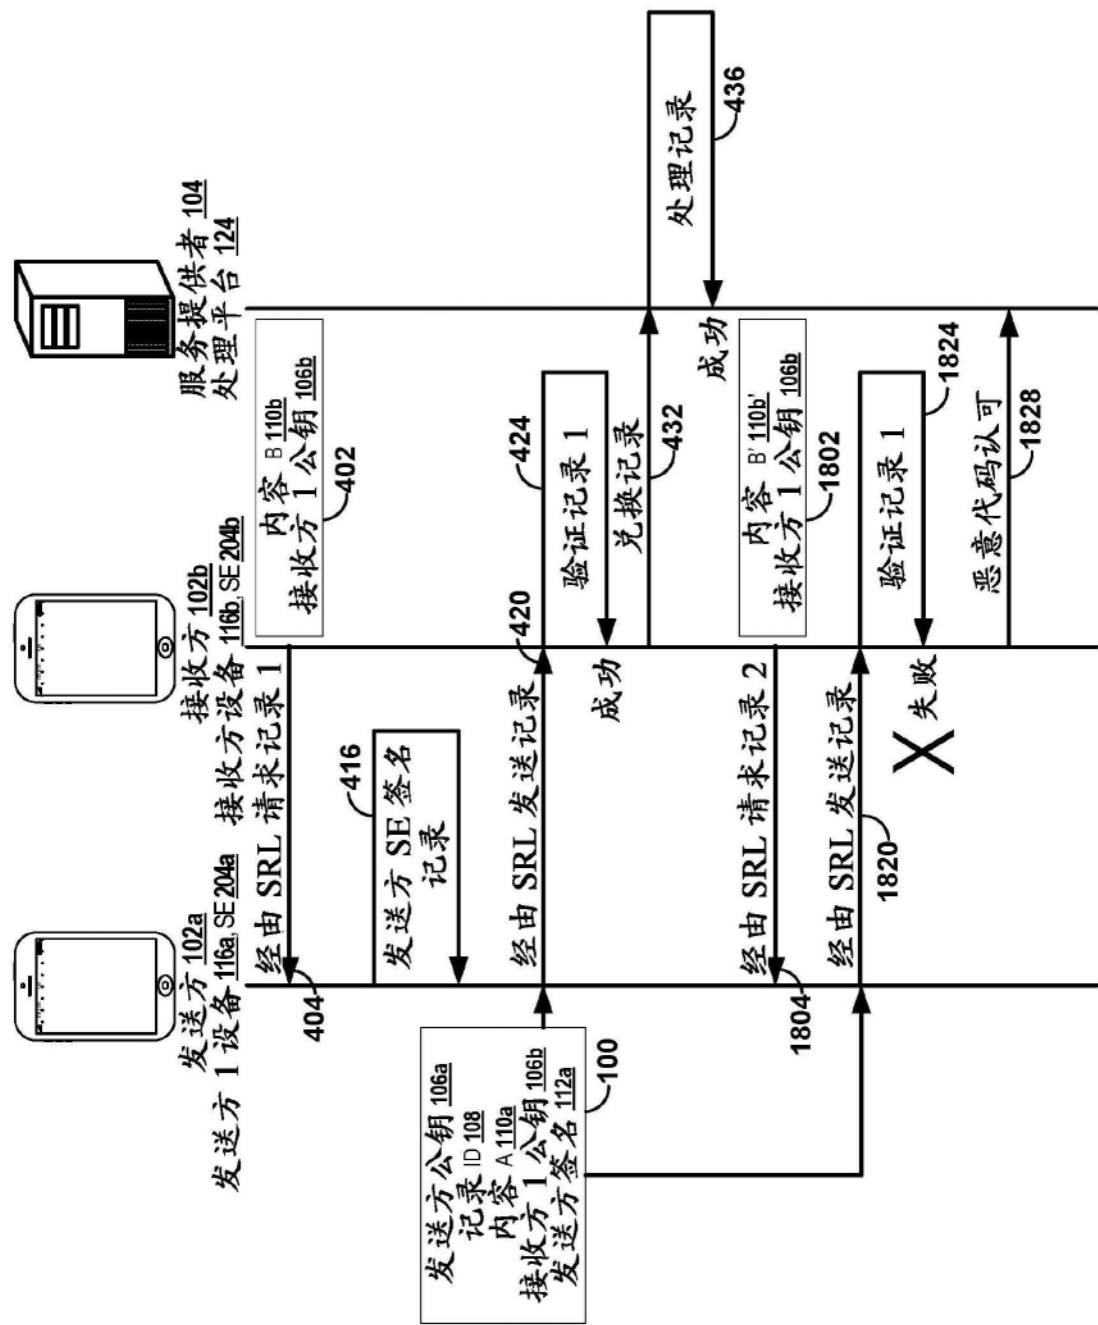 发送方 102a
发送方 1 设备 116a, SE 204a
接收方 102b
接收方设备 116b, SE 204b
服务提供者 104
处理平台 124
内容 B 110b
接收方 1 公钥 106b
402
经由 SRL 请求记录 1
404
416
发送方 SE 签名
记录
发送方公钥 106a
记录 ID 108
内容 A 110a
接收方 1 公钥 106b
发送方签名 112a
100
经由 SRL 发送记录
420
424
验证记录 1
成功
兑换记录
432
处理记录
436
成功
内容 B' 110b'
接收方 1 公钥 106b
1802
经由 SRL 请求记录 2
1804
经由 SRL 发送记录
1820
验证记录 1
1824
X 失败
恶意代码认可
1828